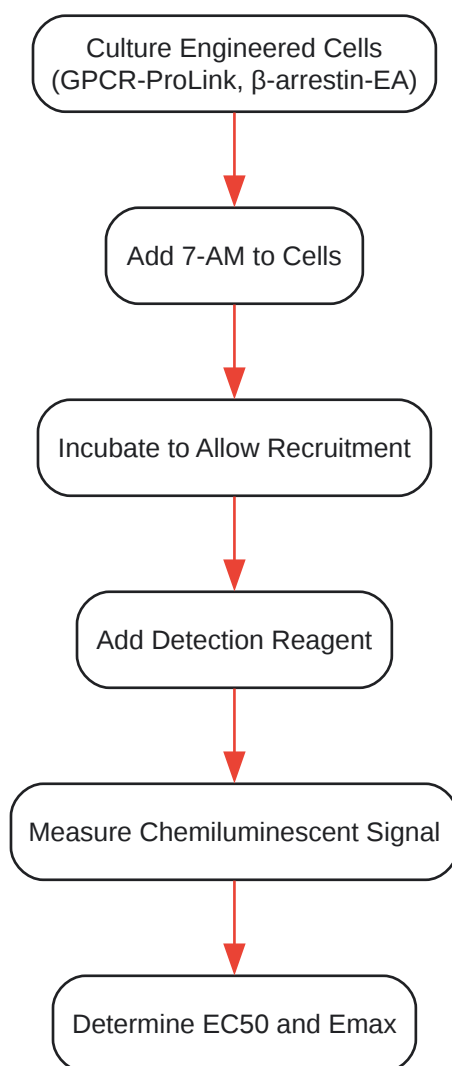 Culture Engineered Cells
(GPCR-ProLink, β-arrestin-EA)
Add 7-AM to Cells
Incubate to Allow Recruitment
Add Detection Reagent
Measure Chemiluminescent Signal
Determine EC50 and Emax